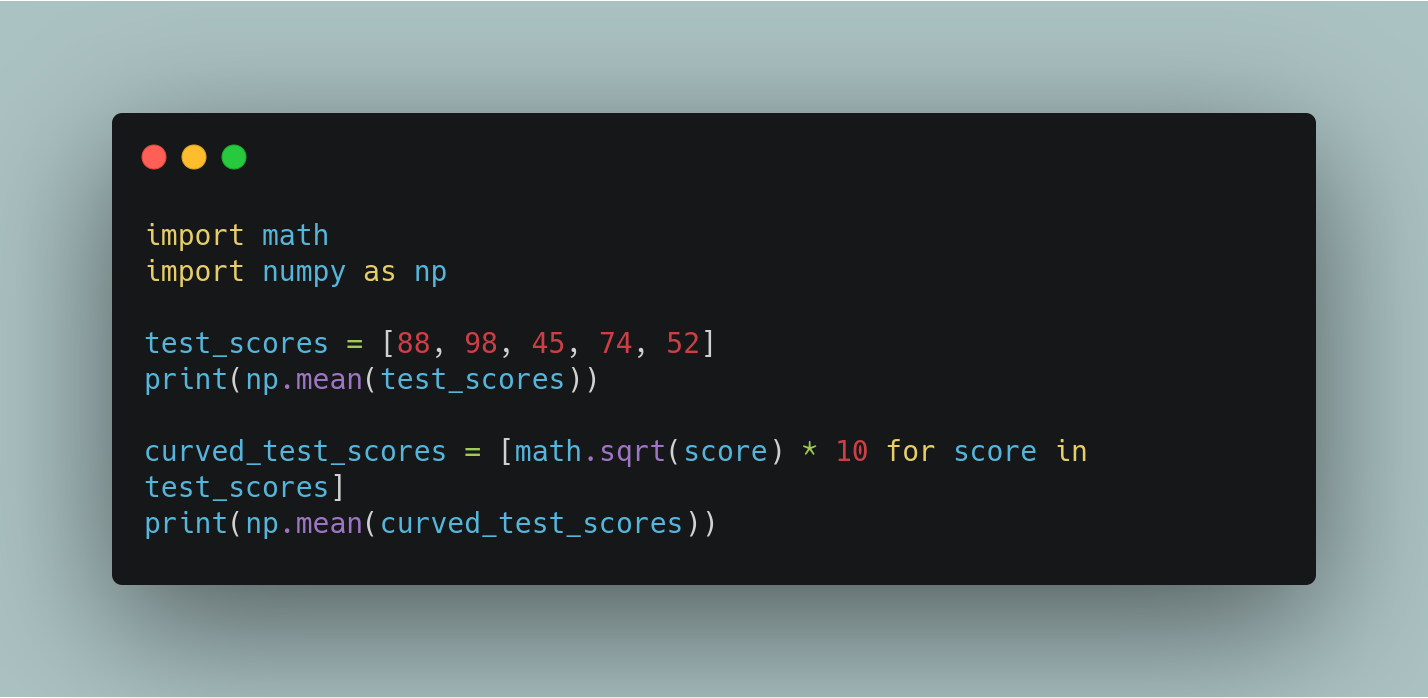 import math
import numpy as np
test_scores = [88, 98, 45, 74, 52]
print(np.mean(test_scores))
curved_test_scores = [math.sqrt(score) * 10 for score in
test_scores]
print(np.mean(curved_test_scores))